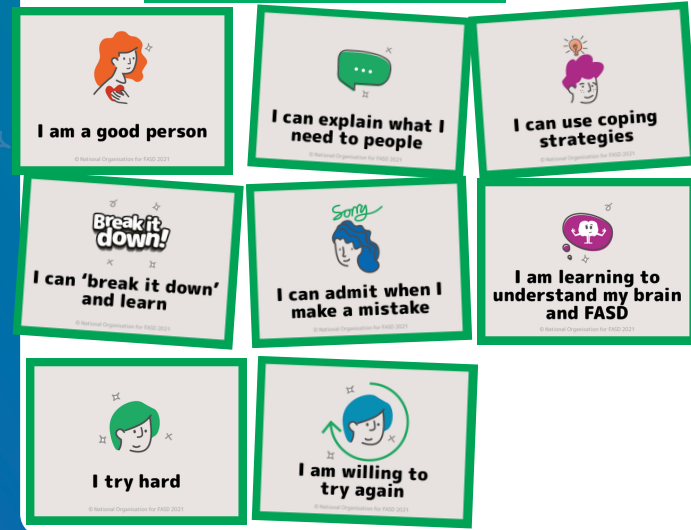 I am a good person
© National Organisation for FASD 2021
...
I can explain what I
need to people
© National Organisation for FASD 2021
I can use coping
strategies
© National Organisation for FASD 2021
Break it
down!
I can ‘break it down’
and learn
© National Organisation for FASD 2021
Sorry
I can admit when I
make a mistake
© National Organisation for FASD 2021
I am learning to
understand my brain
and FASD
© National Organisation for FASD 2021
I try hard
© National Organisation for FASD 2021
I am willing to
try again
© National Organisation for FASD 2021